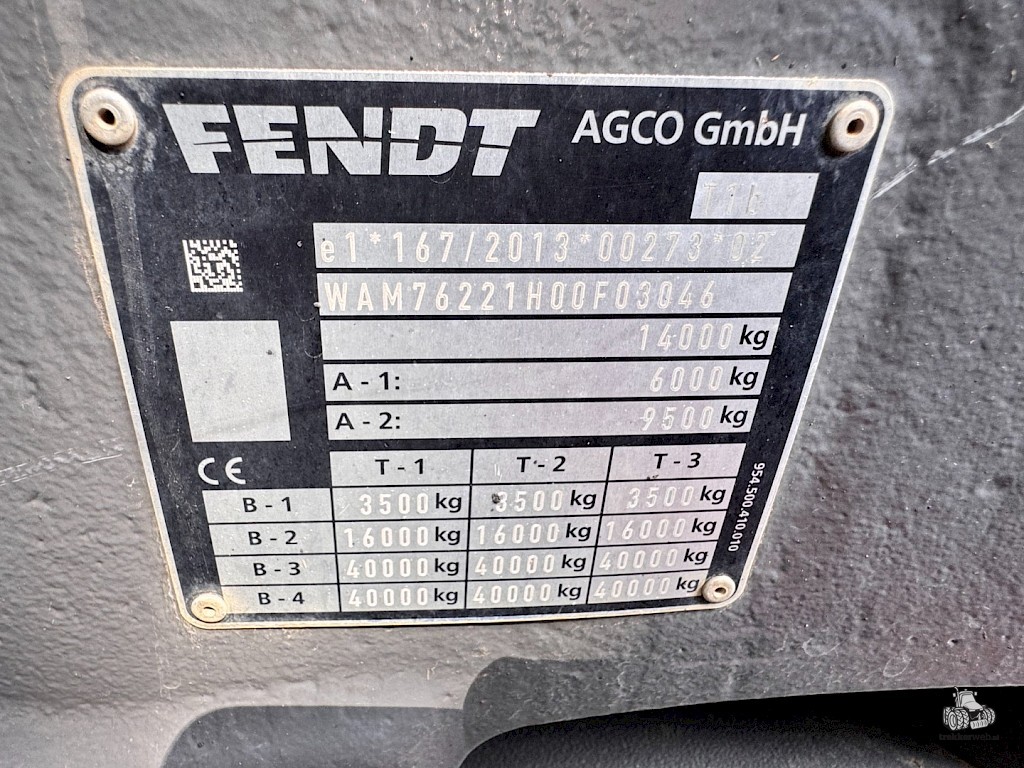 FENDT AGCO GmbH
T1b
e1*167/2013*00273*02
WAM76221H00F03046
14000 kg
A - 1: 6000 kg
A - 2: 9500 kg
CE T - 1 T - 2 T - 3
B - 1 3500 kg 3500 kg 3500 kg
B - 2 16000 kg 16000 kg 16000 kg
B - 3 40000 kg 40000 kg 40000 kg
B - 4 40000 kg 40000 kg 40000 kg
954.500.410.010